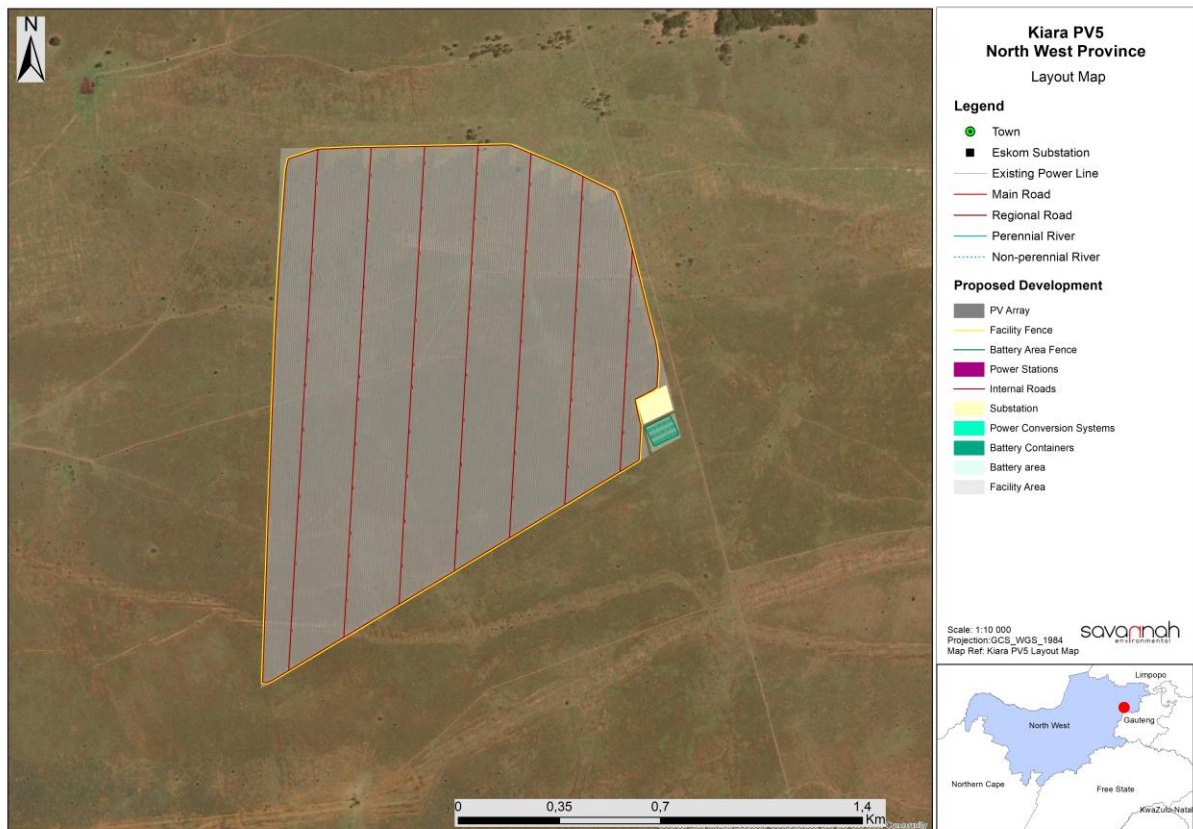 N
Kiara PV5
North West Province
Layout Map
Legend
Town
Eskom Substation
Existing Power Line
Main Road
Regional Road
Perennial River
Non-perennial River
Proposed Development
PV Array
Facility Fence
Battery Area Fence
Power Stations
Internal Roads
Substation
Power Conversion Systems
Battery Containers
Battery area
Facility Area
Scale: 1:10 000
Projection:GCS_WGS_1984
Map Ref: Kiara PV5 Layout Map
savannah
environmental
Limpopo
North West
Gauteng
Northern Cape
Free State
KwaZulu-Natal
0 0,35 0,7 1,4
Km
Community